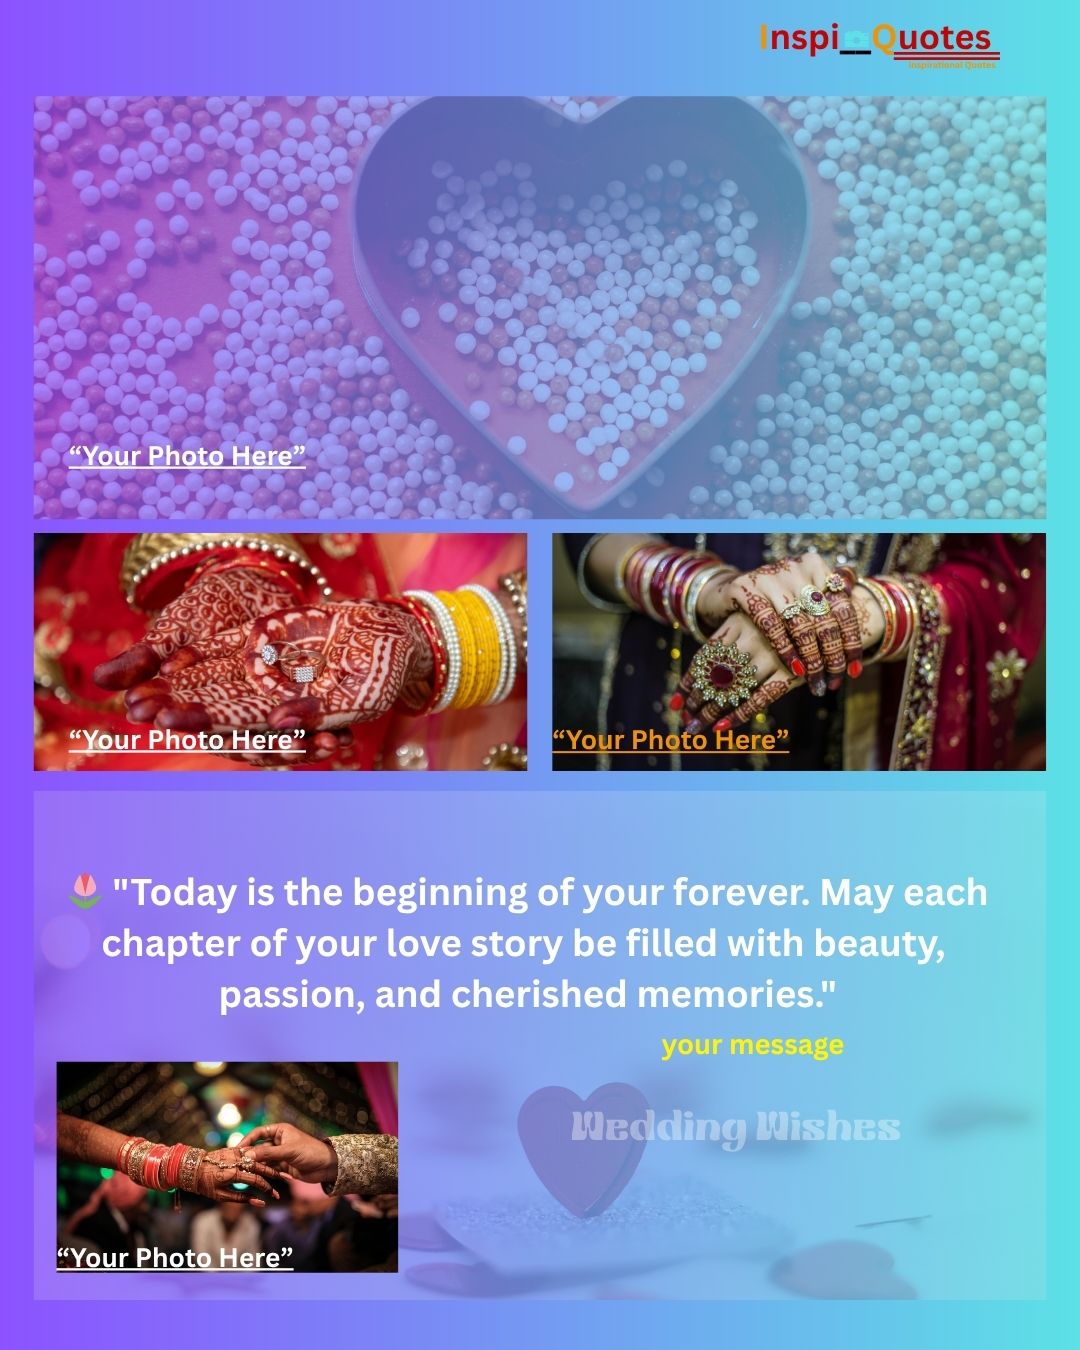 Inspi Quotes
Inspirational Quotes
“Your Photo Here”
“Your Photo Here”
“Your Photo Here”
"Today is the beginning of your forever. May each
chapter of your love story be filled with beauty,
passion, and cherished memories."
your message
Wedding Wishes
“Your Photo Here”